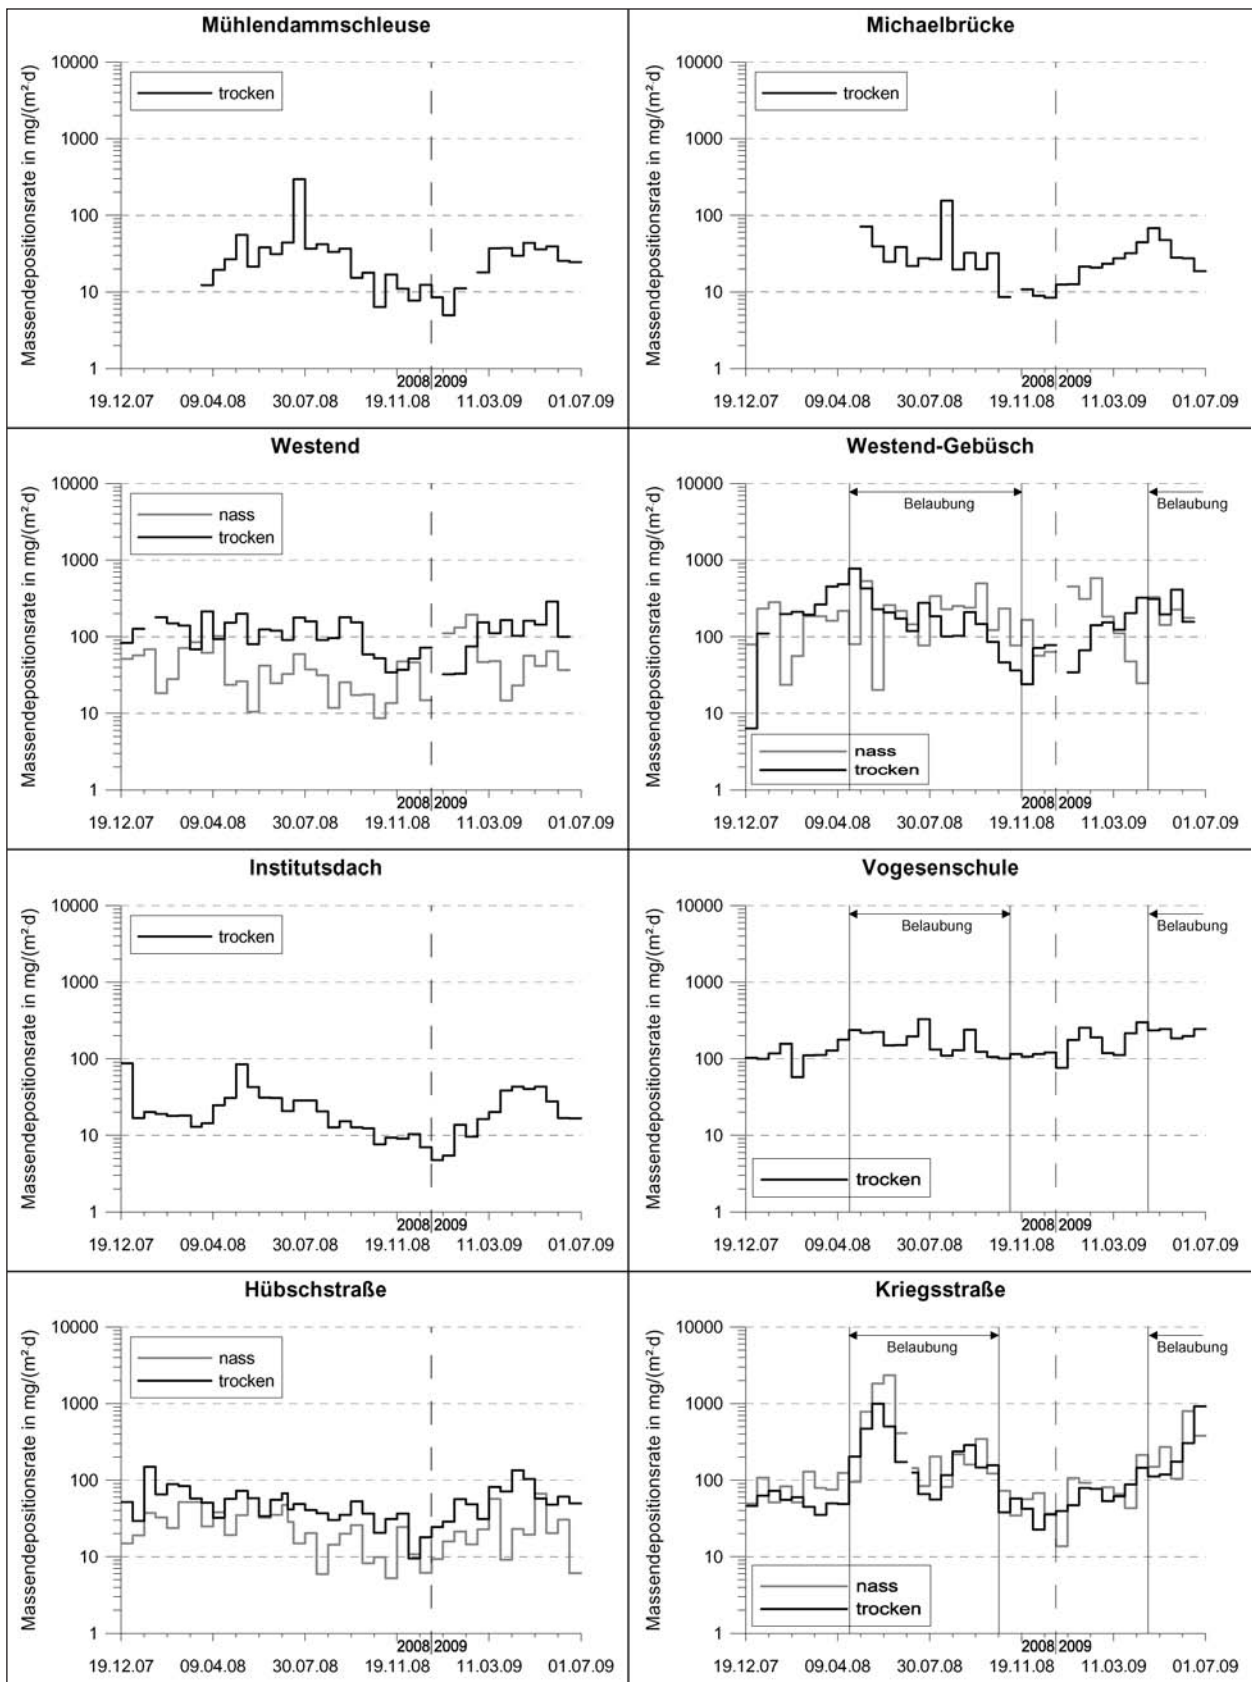 Mühlendammschleuse
Massendepositionsrate in mg/(m²·d)
10000
1000
100
10
1
trocken
2008 2009
19.12.07 09.04.08 30.07.08 19.11.08 11.03.09 01.07.09
Michaelbrücke
Massendepositionsrate in mg/(m²·d)
10000
1000
100
10
1
trocken
2008 2009
19.12.07 09.04.08 30.07.08 19.11.08 11.03.09 01.07.09
Westend
Massendepositionsrate in mg/(m²·d)
10000
1000
100
10
1
nass
trocken
2008 2009
19.12.07 09.04.08 30.07.08 19.11.08 11.03.09 01.07.09
Westend-Gebüsch
Massendepositionsrate in mg/(m²·d)
10000
1000
100
10
1
Belaubung Belaubung
nass
trocken
2008 2009
19.12.07 09.04.08 30.07.08 19.11.08 11.03.09 01.07.09
Institutsdach
Massendepositionsrate in mg/(m²·d)
10000
1000
100
10
1
trocken
2008 2009
19.12.07 09.04.08 30.07.08 19.11.08 11.03.09 01.07.09
Vogesenschule
Massendepositionsrate in mg/(m²·d)
10000
1000
100
10
1
Belaubung Belaubung
trocken
2008 2009
19.12.07 09.04.08 30.07.08 19.11.08 11.03.09 01.07.09
Hübschstraße
Massendepositionsrate in mg/(m²·d)
10000
1000
100
10
1
nass
trocken
2008 2009
19.12.07 09.04.08 30.07.08 19.11.08 11.03.09 01.07.09
Kriegsstraße
Massendepositionsrate in mg/(m²·d)
10000
1000
100
10
1
Belaubung Belaubung
nass
trocken
2008 2009
19.12.07 09.04.08 30.07.08 19.11.08 11.03.09 01.07.09